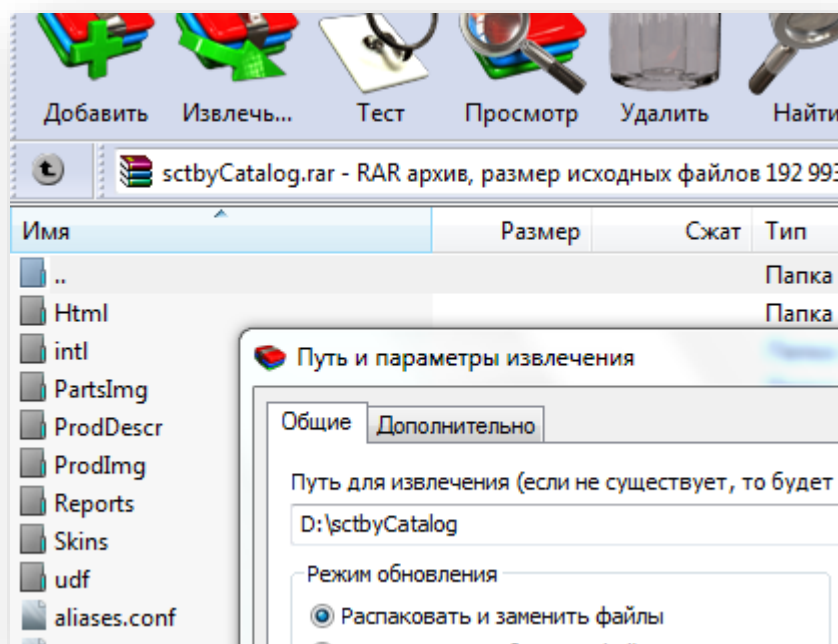 Добавить Извлечь... Тест Просмотр Удалить Найти
sctbyCatalog.rar - RAR архив, размер исходных файлов 192 993
Имя Размер Сжат Тип
.. Папка
Html Папка
intl
Путь и параметры извлечения
PartsImg
Общие Дополнительно
ProdDescr
ProdImg
Путь для извлечения (если не существует, то будет
Reports
D:\sctbyCatalog
Skins
Режим обновления
udf
aliases.conf
Распаковать и заменить файлы